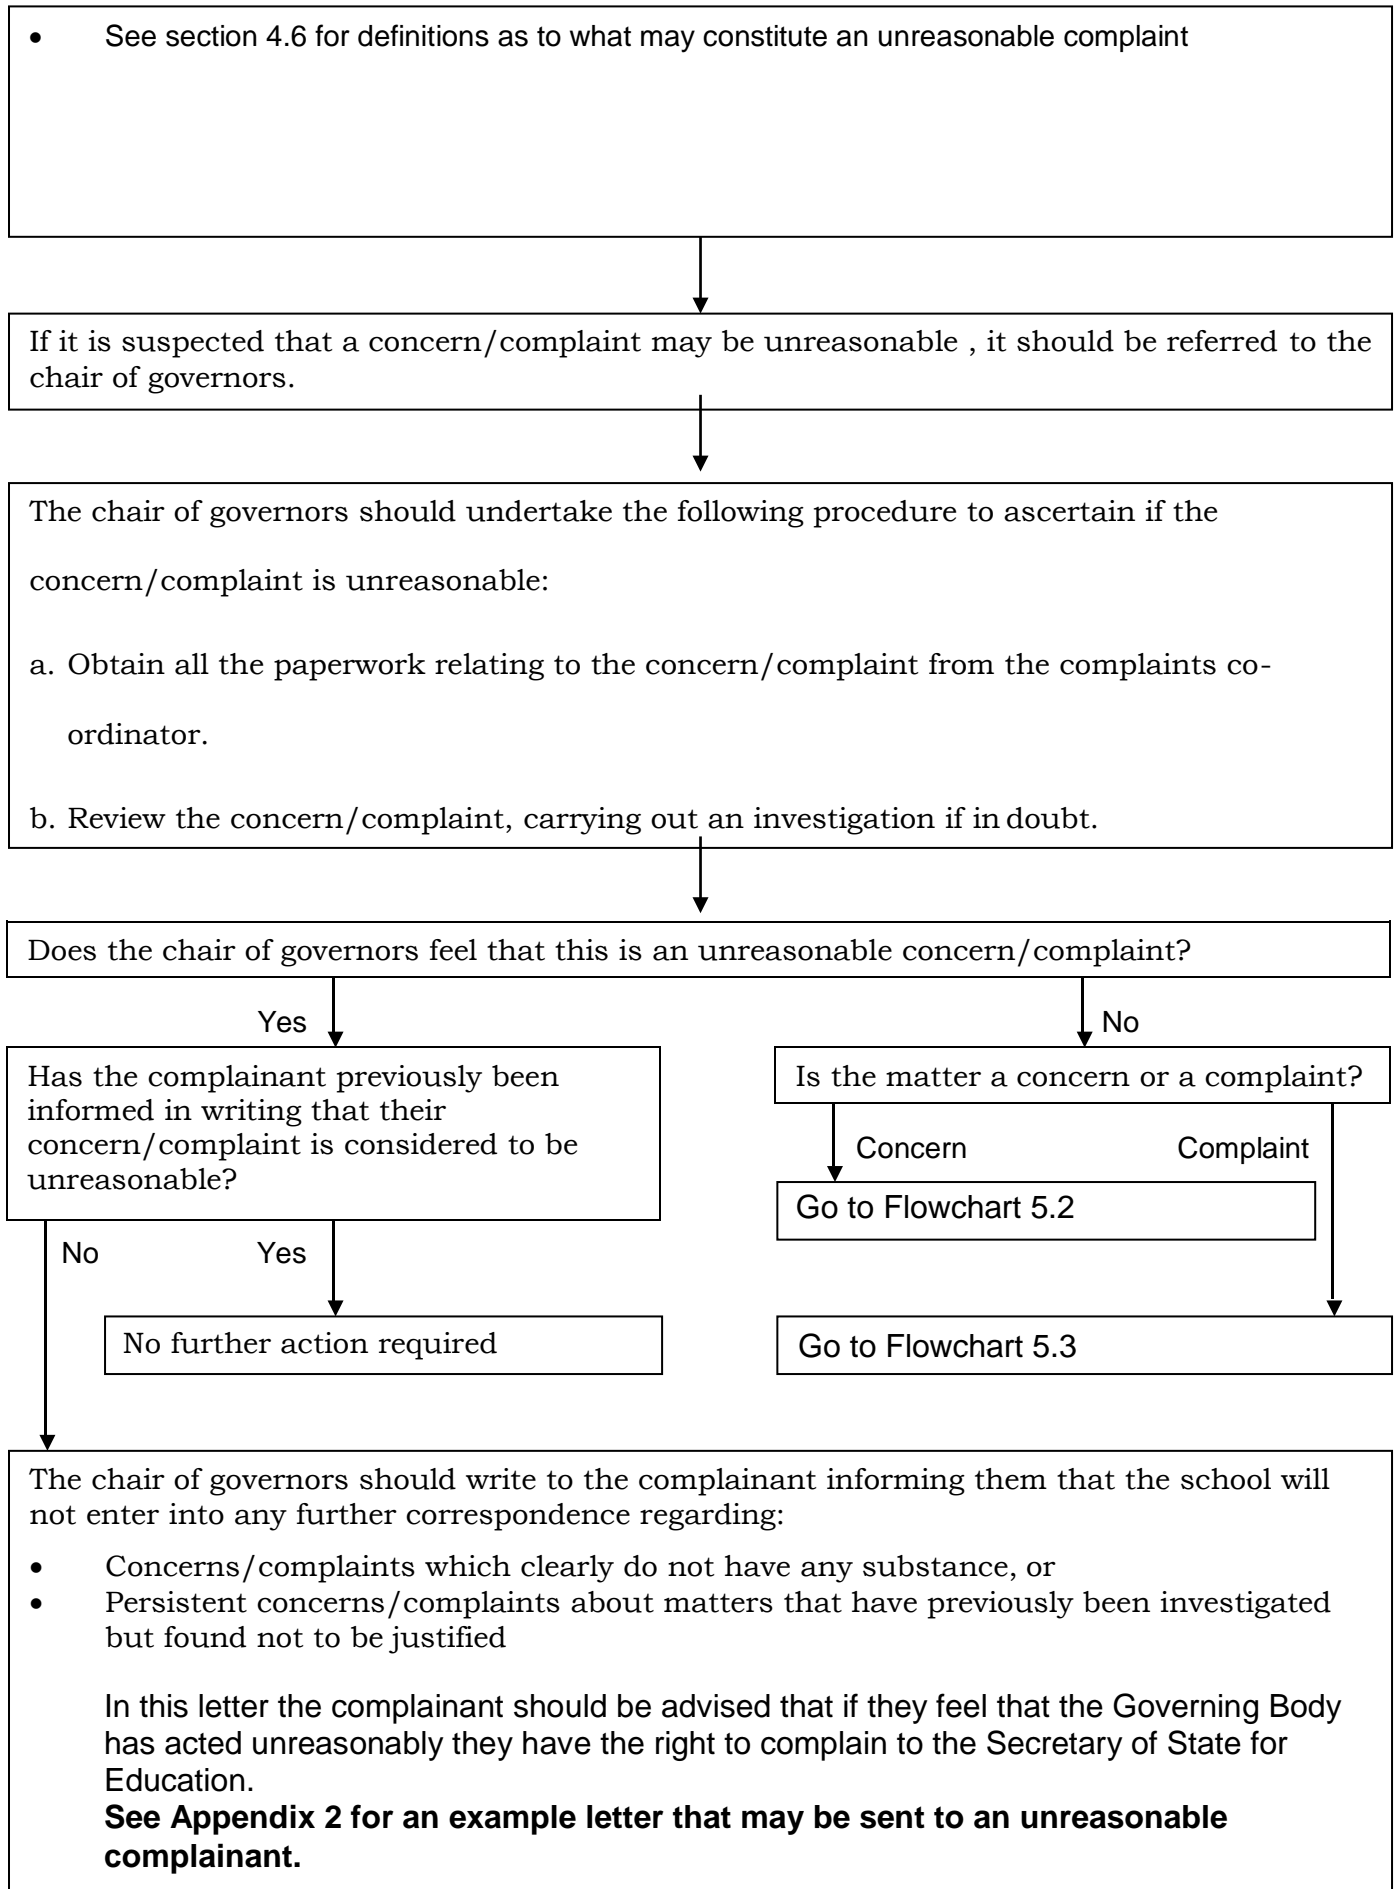 • See section 4.6 for definitions as to what may constitute an unreasonable complaint
If it is suspected that a concern/complaint may be unreasonable , it should be referred to the
chair of governors.
The chair of governors should undertake the following procedure to ascertain if the
concern/complaint is unreasonable:
a. Obtain all the paperwork relating to the concern/complaint from the complaints co-
ordinator.
b. Review the concern/complaint, carrying out an investigation if in doubt.
Does the chair of governors feel that this is an unreasonable concern/complaint?
Yes
No
Has the complainant previously been
informed in writing that their
concern/complaint is considered to be
unreasonable?
Is the matter a concern or a complaint?
Concern
Complaint
Go to Flowchart 5.2
No
Yes
No further action required
Go to Flowchart 5.3
The chair of governors should write to the complainant informing them that the school will
not enter into any further correspondence regarding:
• Concerns/complaints which clearly do not have any substance, or
• Persistent concerns/complaints about matters that have previously been investigated
but found not to be justified
In this letter the complainant should be advised that if they feel that the Governing Body
has acted unreasonably they have the right to complain to the Secretary of State for
Education.
See Appendix 2 for an example letter that may be sent to an unreasonable
complainant.